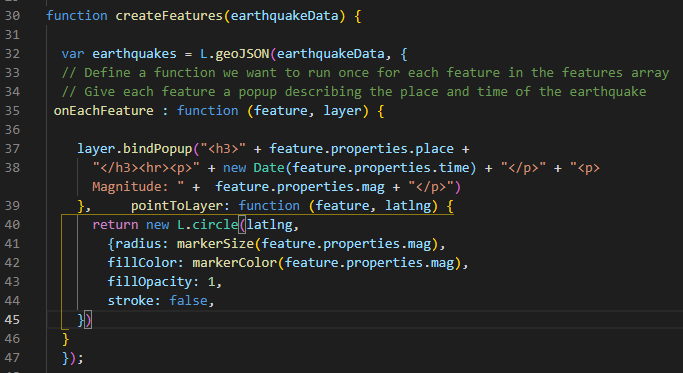 30 function createFeatures(earthquakeData) {
31
32 var earthquakes = L.geoJSON(earthquakeData, {
33 // Define a function we want to run once for each feature in the features array
34 // Give each feature a popup describing the place and time of the earthquake
35 onEachFeature : function (feature, layer) {
36
37 layer.bindPopup("<h3>" + feature.properties.place +
38 "</h3><hr><p>" + new Date(feature.properties.time) + "</p>" + "<p>
Magnitude: " +  feature.properties.mag + "</p>")
39 },     pointToLayer: function (feature, latlng) {
40 return new L.circle(latlng,
41 {radius: markerSize(feature.properties.mag),
42 fillColor: markerColor(feature.properties.mag),
43 fillOpacity: 1,
44 stroke: false,
45 })
46 }
47 });